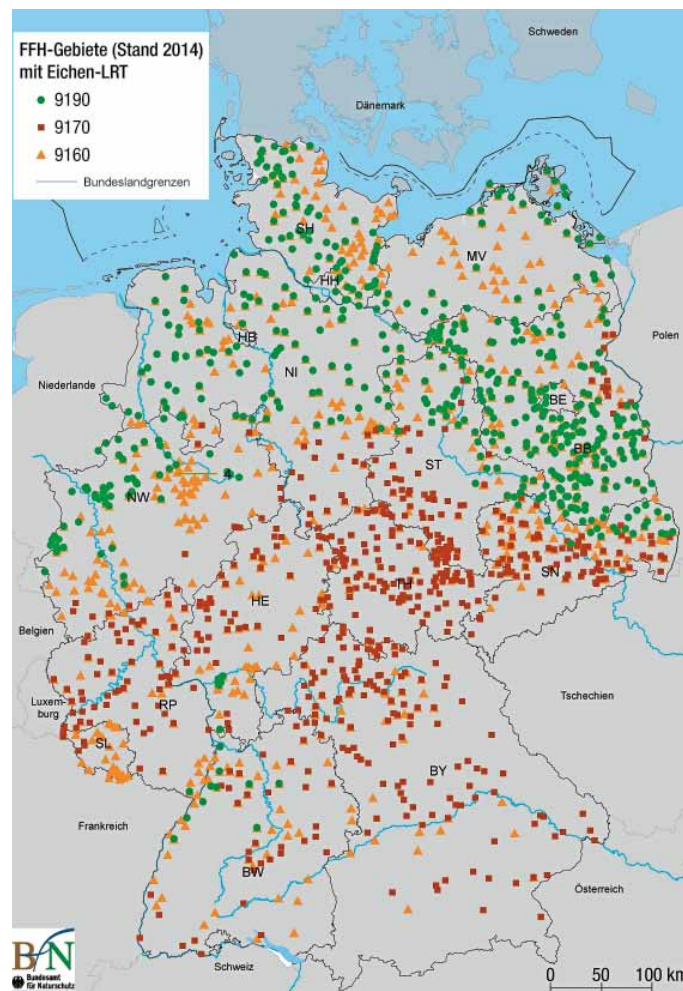 FFH-Gebiete (Stand 2014)
mit Eichen-LRT
9190
9170
9160
Bundeslandgrenzen
Schweden
Dänemark
SH
MV
HH
HB
Polen
Niederlande
NI
BE
BB
ST
4
NW
SN
TH
HE
Belgien
Luxem-
burg
RP
Tschechien
SL
BY
Frankreich
BW
Österreich
Schweiz
BfN
Bundesamt
für Naturschutz
0 50 100 km